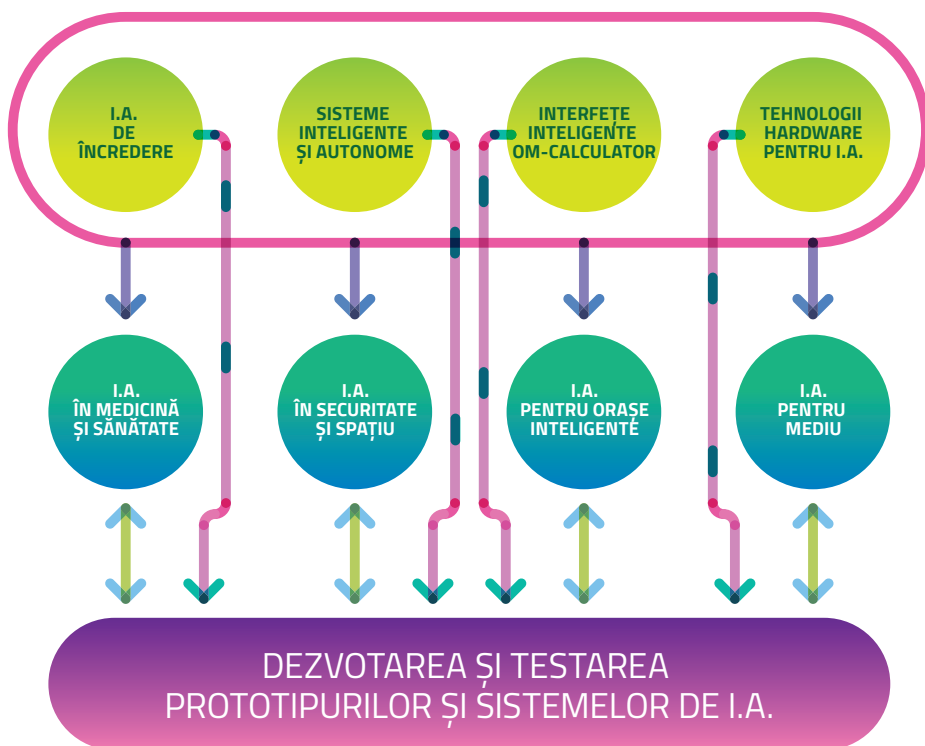 I.A.
DE
ÎNCREDERE
SISTEME
INTELIGENTE
ȘI AUTONOME
INTERFEȚE
INTELIGENTE
OM-CALCULATOR
TEHNOLOGII
HARDWARE
PENTRU I.A.
I.A.
ÎN MEDICINĂ
ȘI SĂNĂTATE
I.A.
ÎN SECURITATE
ȘI SPAȚIU
I.A.
PENTRU ORAȘE
INTELIGENTE
I.A.
PENTRU
MEDIU
DEZVOTAREA ȘI TESTAREA
PROTOTIPURILOR ȘI SISTEMELOR DE I.A.